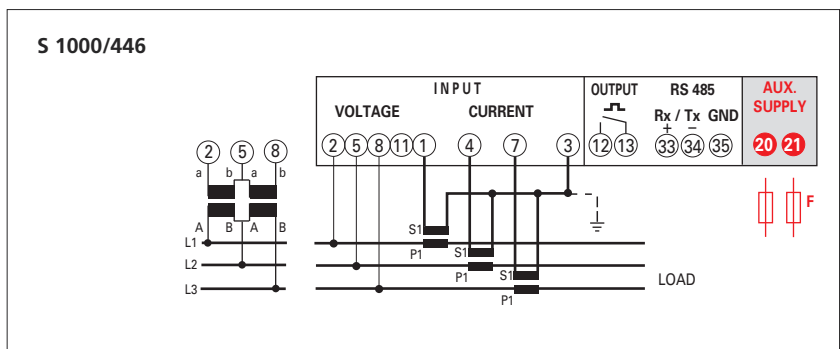 S 1000/446
INPUT
OUTPUT
RS 485
AUX.
SUPPLY
VOLTAGE
CURRENT
Rx / Tx GND
+ −
2 5 8 11 1 4 7 3 12 13 33 34 35 20 21
2 5 8
a b a b
A B A B
F
L1
L2
L3
S1
P1
S1
P1
S1
P1
LOAD